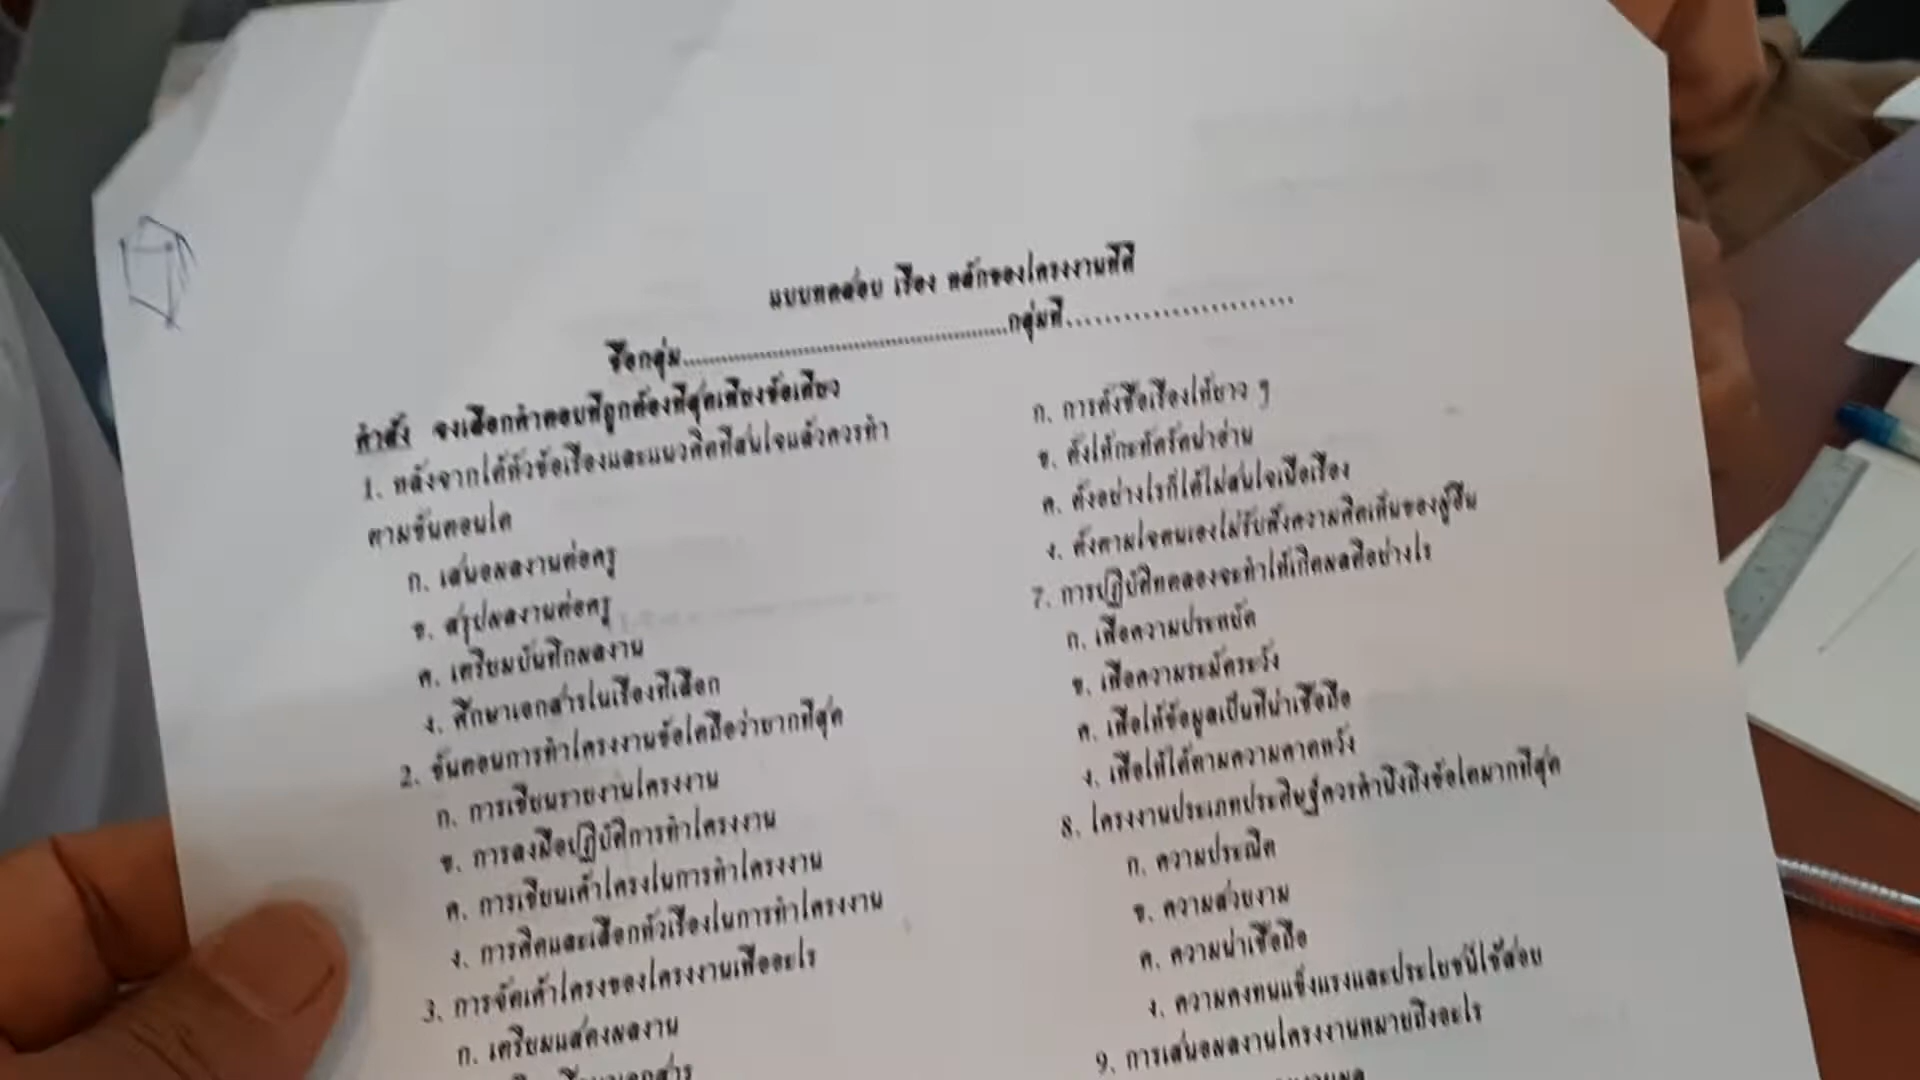 แบบทดสอบ เรื่อง หลักของโครงงานที่ดี
ชื่อกลุ่ม........................................................กลุ่มที่........................
คำสั่ง จงเลือกคำตอบที่ถูกต้องที่สุดเพียงข้อเดียว
1. หลังจากได้หัวข้อเรื่องและแนวคิดที่สนใจแล้วควรทำ
ตามขั้นตอนใด
ก. เสนอผลงานต่อครู
ข. สรุปผลงานต่อครู
ค. เตรียมบันทึกผลงาน
ง. ศึกษาเอกสารในเรื่องที่เลือก
2. ขั้นตอนการทำโครงงานข้อใดถือว่ายากที่สุด
ก. การเขียนรายงานโครงงาน
ข. การลงมือปฏิบัติการทำโครงงาน
ค. การเขียนเค้าโครงในการทำโครงงาน
ง. การคิดและเลือกหัวเรื่องในการทำโครงงาน
3. การจัดเค้าโครงของโครงงานเพื่ออะไร
ก. เตรียมแสดงผลงาน
ก. การตั้งชื่อเรื่องให้ยาว ๆ
ข. ตั้งให้กะทัดรัดน่าอ่าน
ค. ตั้งอย่างไรก็ได้ไม่สนใจเนื้อเรื่อง
ง. ตั้งตามใจตนเองไม่รับฟังความคิดเห็นของผู้อื่น
7. การปฏิบัติทดลองจะทำให้เกิดผลดีอย่างไร
ก. เพื่อความประหยัด
ข. เพื่อความระมัดระวัง
ค. เพื่อให้ข้อมูลเป็นที่น่าเชื่อถือ
ง. เพื่อให้ได้ตามความคาดหวัง
8. โครงงานประเภทประดิษฐ์ควรคำนึงถึงข้อใดมากที่สุด
ก. ความประณีต
ข. ความสวยงาม
ค. ความน่าเชื่อถือ
ง. ความคงทนแข็งแรงและประโยชน์ใช้สอย
9. การเสนอผลงานโครงงานหมายถึงอะไร